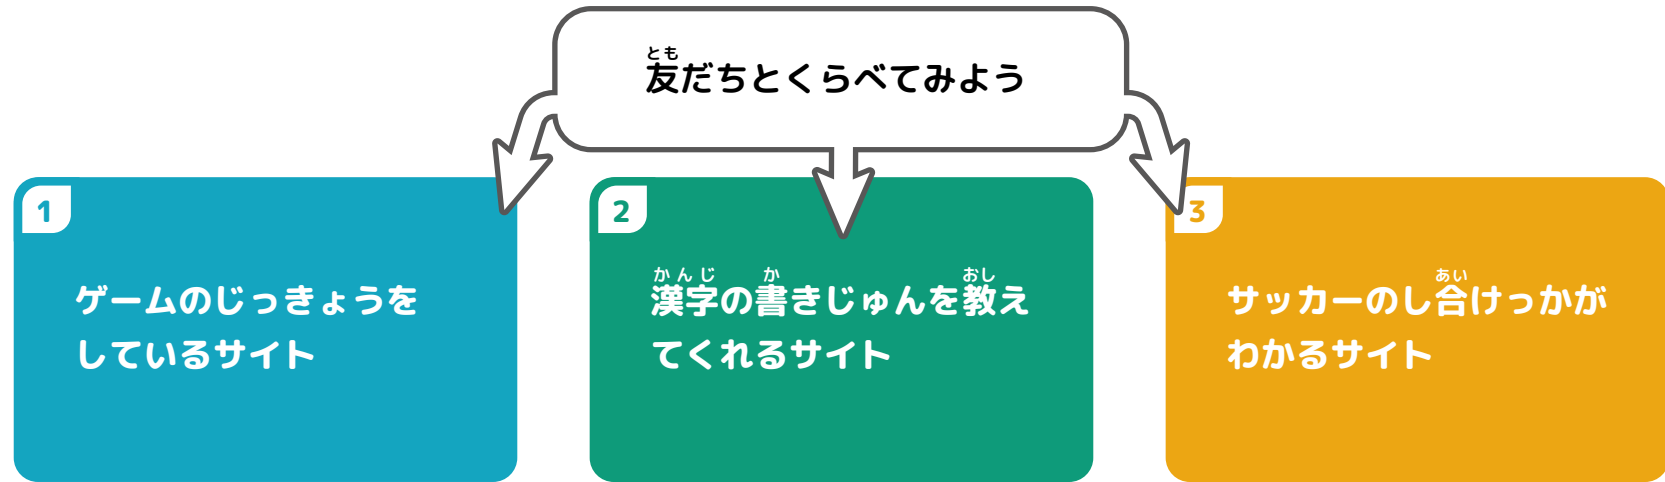 友だちとくらべてみよう
1
ゲームのじっきょうを
しているサイト
2
漢字の書きじゅんを教え
てくれるサイト
3
サッカーのし合けっかが
わかるサイト